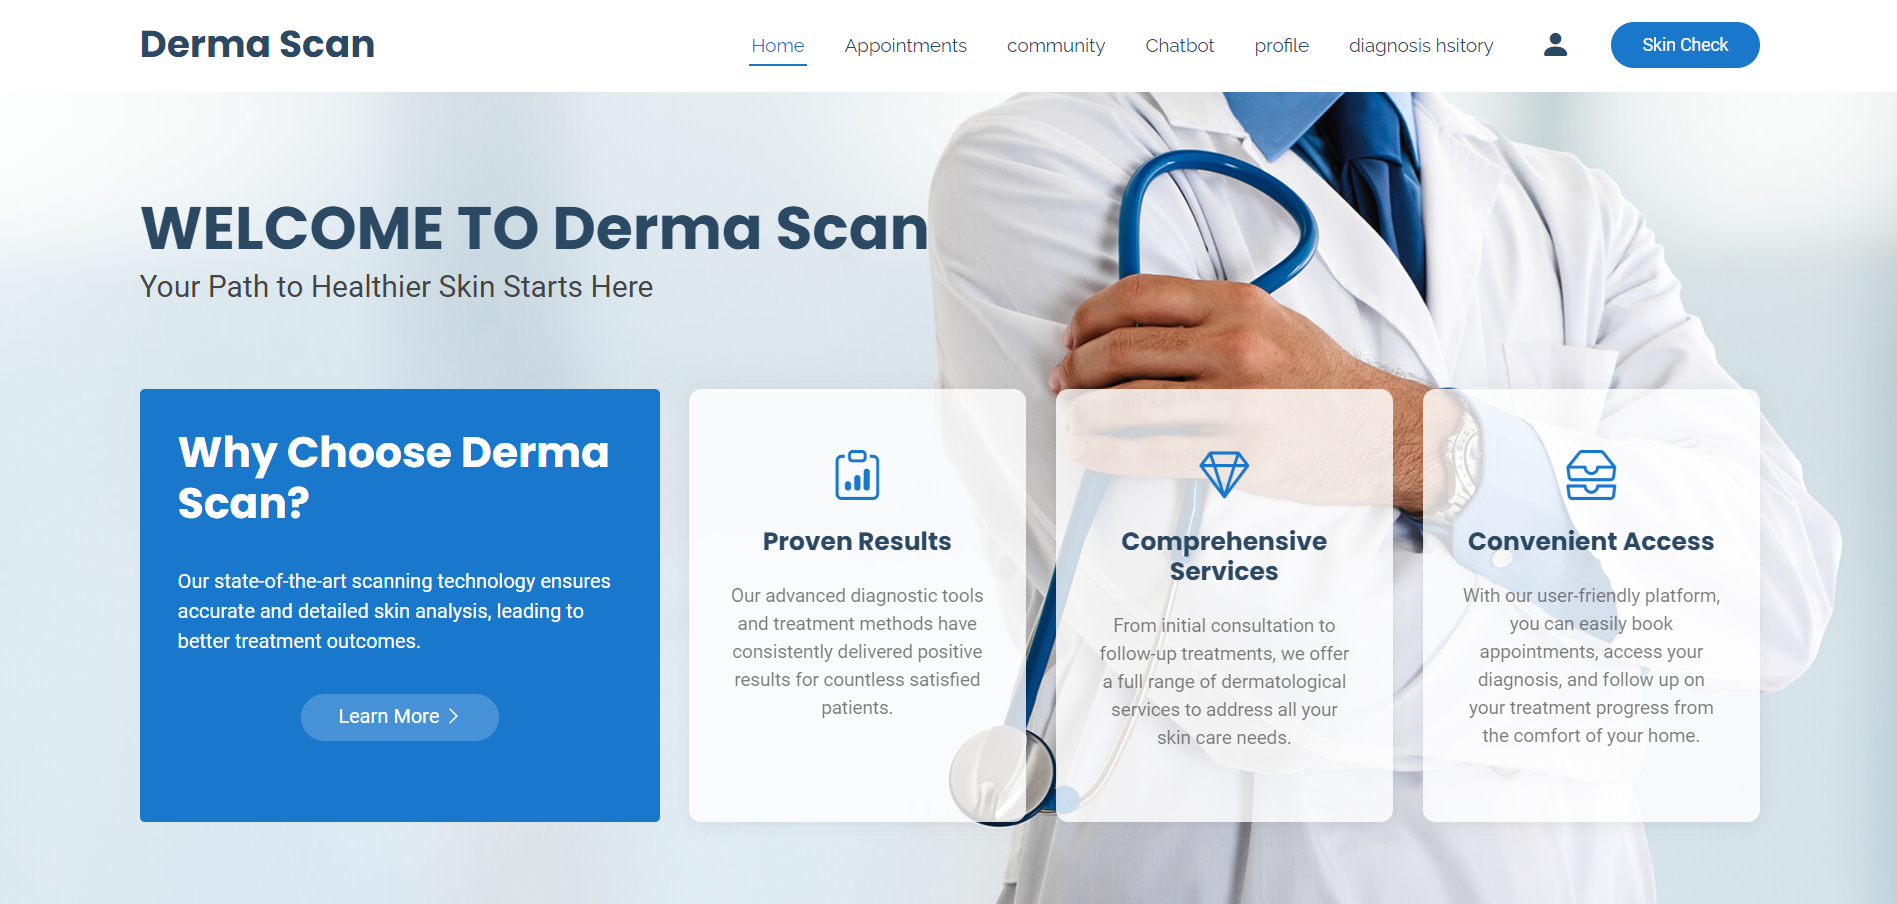 Derma Scan
Home
Appointments
community
Chatbot
profile
diagnosis hsitory
Skin Check
WELCOME TO Derma Scan
Your Path to Healthier Skin Starts Here
Why Choose Derma
Scan?
Our state-of-the-art scanning technology ensures
accurate and detailed skin analysis, leading to
better treatment outcomes.
Learn More
Proven Results
Our advanced diagnostic tools
and treatment methods have
consistently delivered positive
results for countless satisfied
patients.
Comprehensive
Services
From initial consultation to
follow-up treatments, we offer
a full range of dermatological
services to address all your
skin care needs.
Convenient Access
With our user-friendly platform,
you can easily book
appointments, access your
diagnosis, and follow up on
your treatment progress from
the comfort of your home.